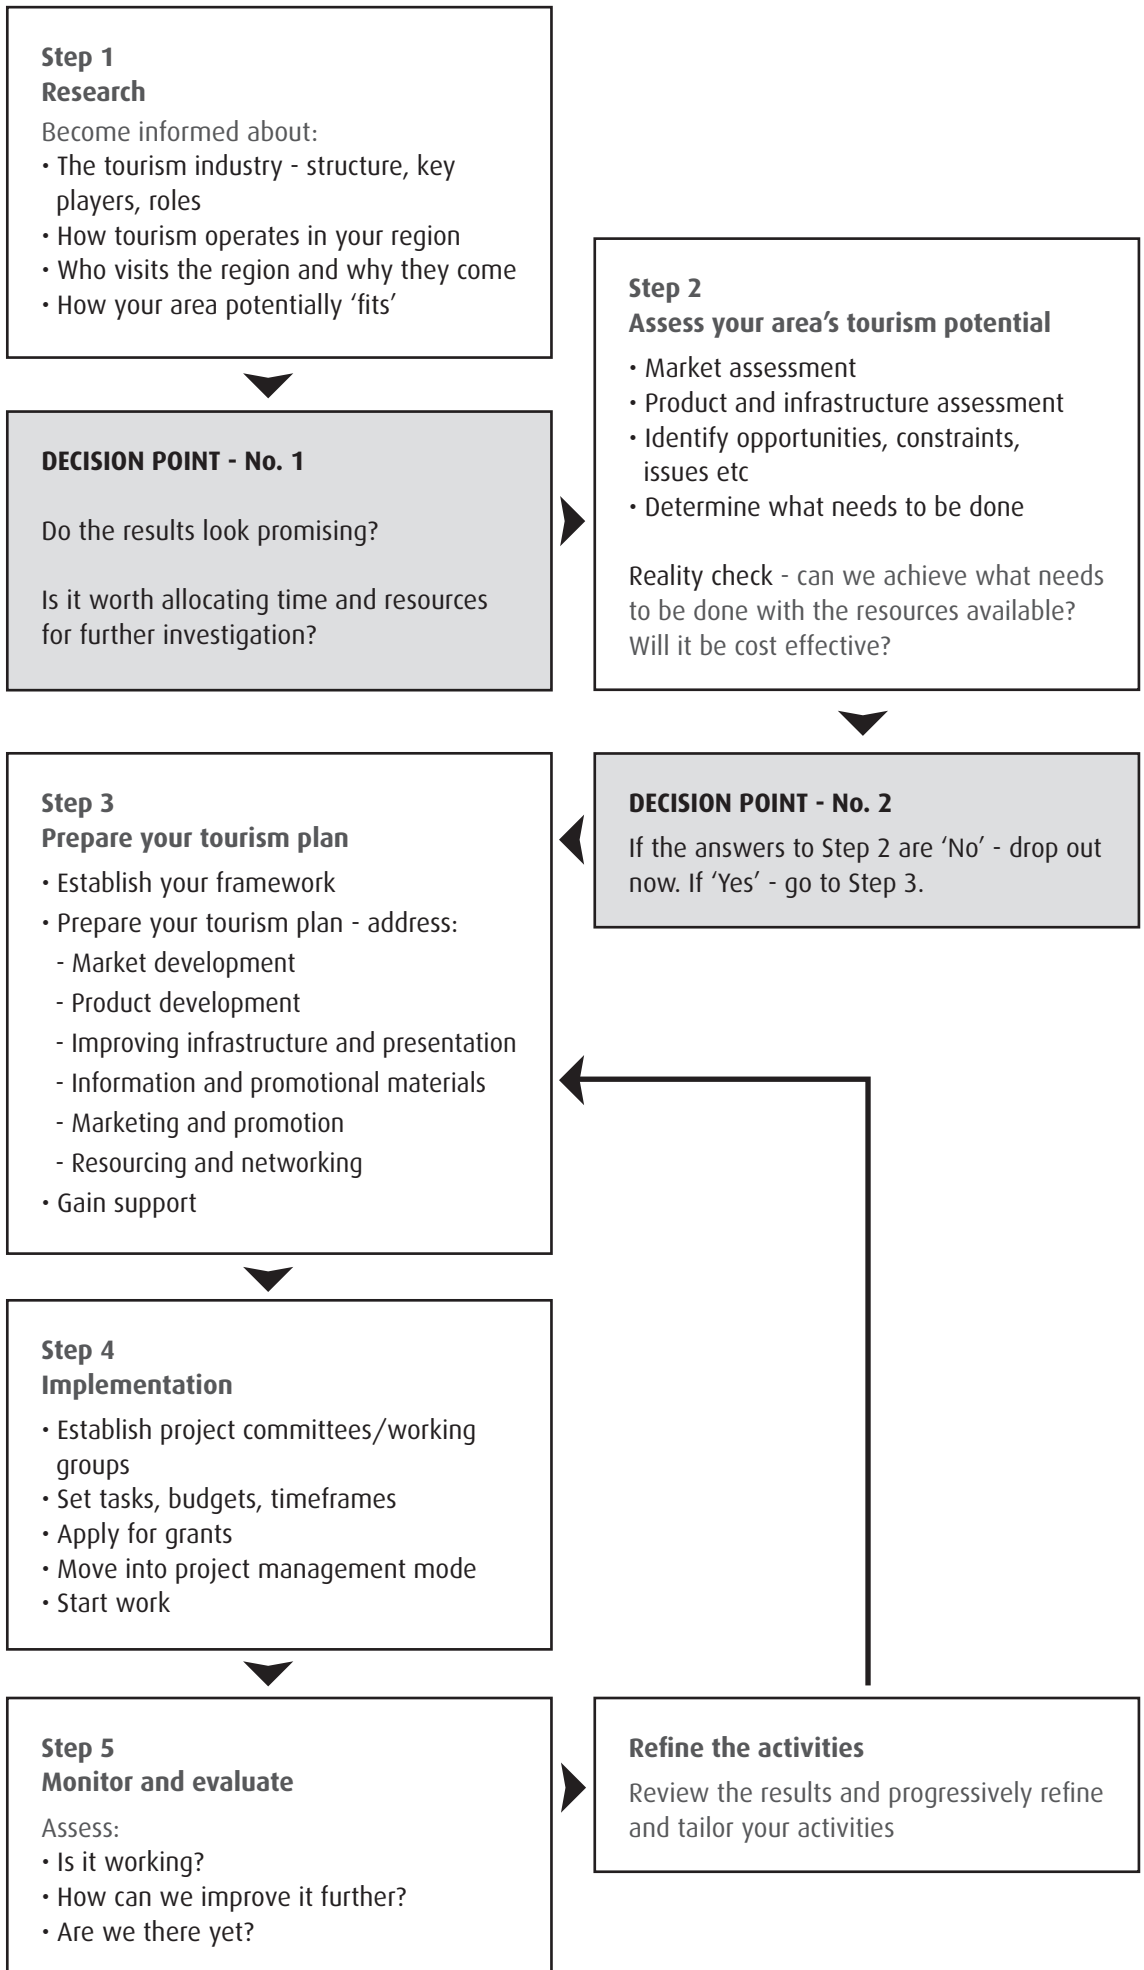 Step 1
Research
Become informed about:
• The tourism industry - structure, key
players, roles
• How tourism operates in your region
• Who visits the region and why they come
• How your area potentially ‘fits’
DECISION POINT - No. 1
Do the results look promising?
Is it worth allocating time and resources
for further investigation?
Step 2
Assess your area’s tourism potential
• Market assessment
• Product and infrastructure assessment
• Identify opportunities, constraints,
issues etc
• Determine what needs to be done
Reality check - can we achieve what needs
to be done with the resources available?
Will it be cost effective?
DECISION POINT - No. 2
If the answers to Step 2 are ‘No’ - drop out
now. If ‘Yes’ - go to Step 3.
Step 3
Prepare your tourism plan
• Establish your framework
• Prepare your tourism plan - address:
- Market development
- Product development
- Improving infrastructure and presentation
- Information and promotional materials
- Marketing and promotion
- Resourcing and networking
• Gain support
Step 4
Implementation
• Establish project committees/working
groups
• Set tasks, budgets, timeframes
• Apply for grants
• Move into project management mode
• Start work
Step 5
Monitor and evaluate
Assess:
• Is it working?
• How can we improve it further?
• Are we there yet?
Refine the activities
Review the results and progressively refine
and tailor your activities